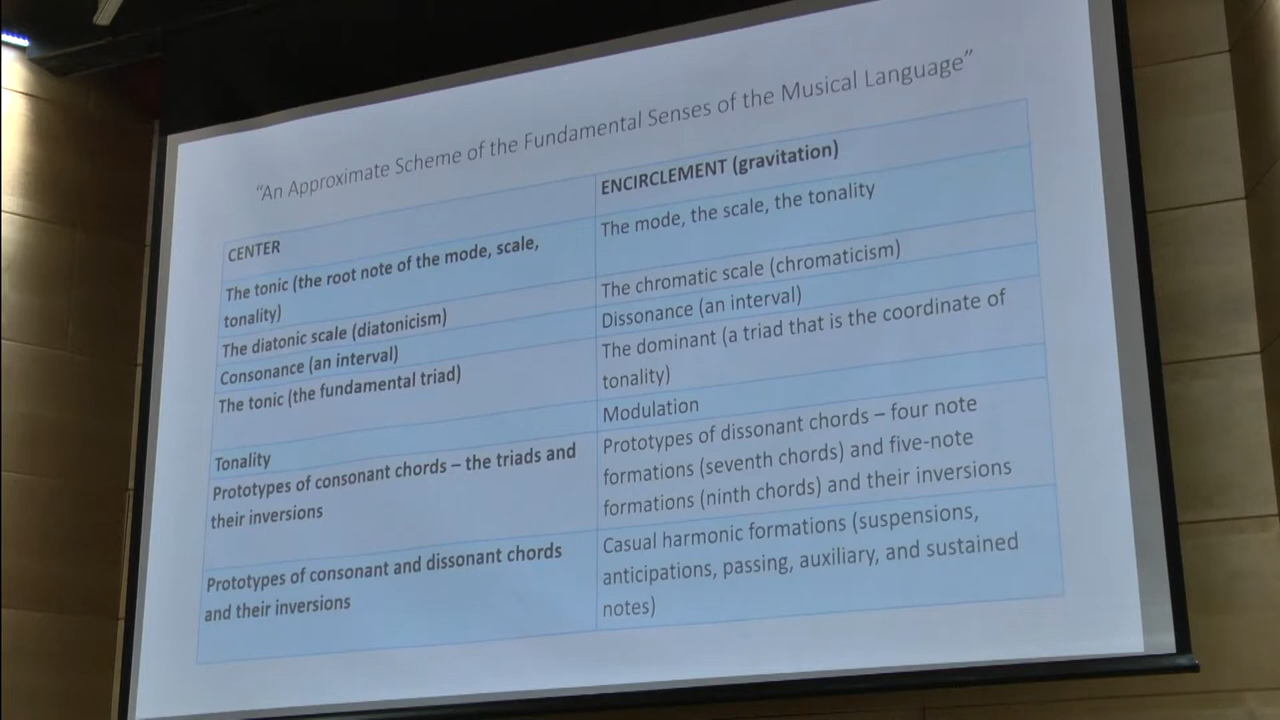 “An Approximate Scheme of the Fundamental Senses of the Musical Language”
CENTER
ENCIRCLEMENT (gravitation)
The tonic (the root note of the mode, scale,
tonality)
The mode, the scale, the tonality
The diatonic scale (diatonicism)
The chromatic scale (chromaticism)
Consonance (an interval)
Dissonance (an interval)
The tonic (the fundamental triad)
The dominant (a triad that is the coordinate of
tonality)
Tonality
Modulation
Prototypes of consonant chords – the triads and
their inversions
Prototypes of dissonant chords – four note
formations (seventh chords) and five-note
formations (ninth chords) and their inversions
Prototypes of consonant and dissonant chords
and their inversions
Casual harmonic formations (suspensions,
anticipations, passing, auxiliary, and sustained
notes)